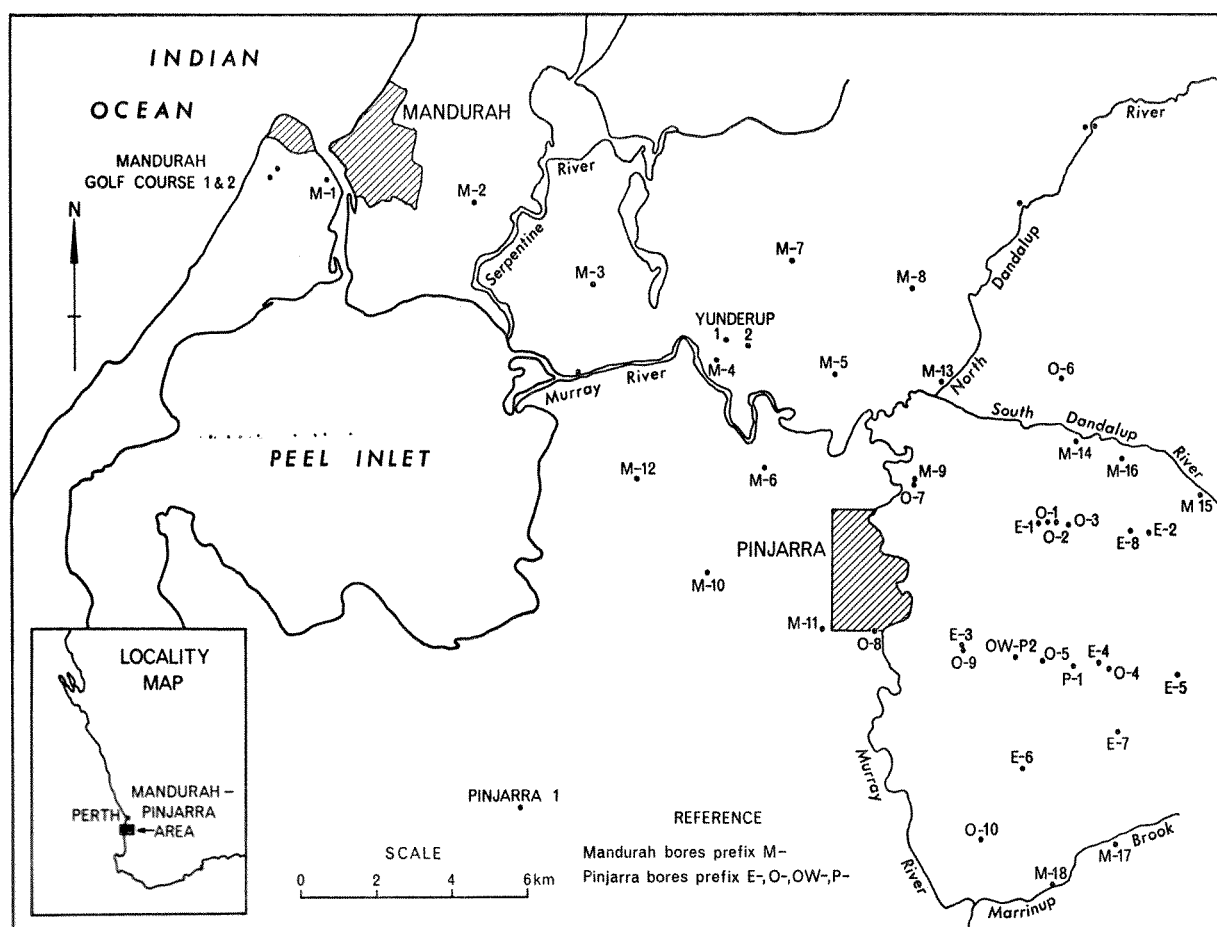 INDIAN
OCEAN
MANDURAH
MANDURAH
GOLF COURSE 1 & 2
M-1
M-2
N
River
Serpentine
M-3
M-7
M-8
River
Dandalup
North
YUNDERUP
1 2
M-4
M-5
M-13
O-6
Murray River
South Dandalup River
M-14
M-16
M 15
PEEL INLET
M-12
M-6
M-9
O-7
O-1
E-1
O-2
O-3
E-8
E-2
PINJARRA
M-10
M-11
O-8
E-3
O-9
OW-P2
O-5
P-1
E-4
O-4
E-5
E-7
E-6
Murray
River
O-10
M-17
M-18
Marrinup Brook
PINJARRA 1
LOCALITY
MAP
PERTH
MANDURAH –
PINJARRA
AREA
SCALE
0 2 4 6km
REFERENCE
Mandurah bores prefix M–
Pinjarra bores prefix E–, O–, OW–, P–